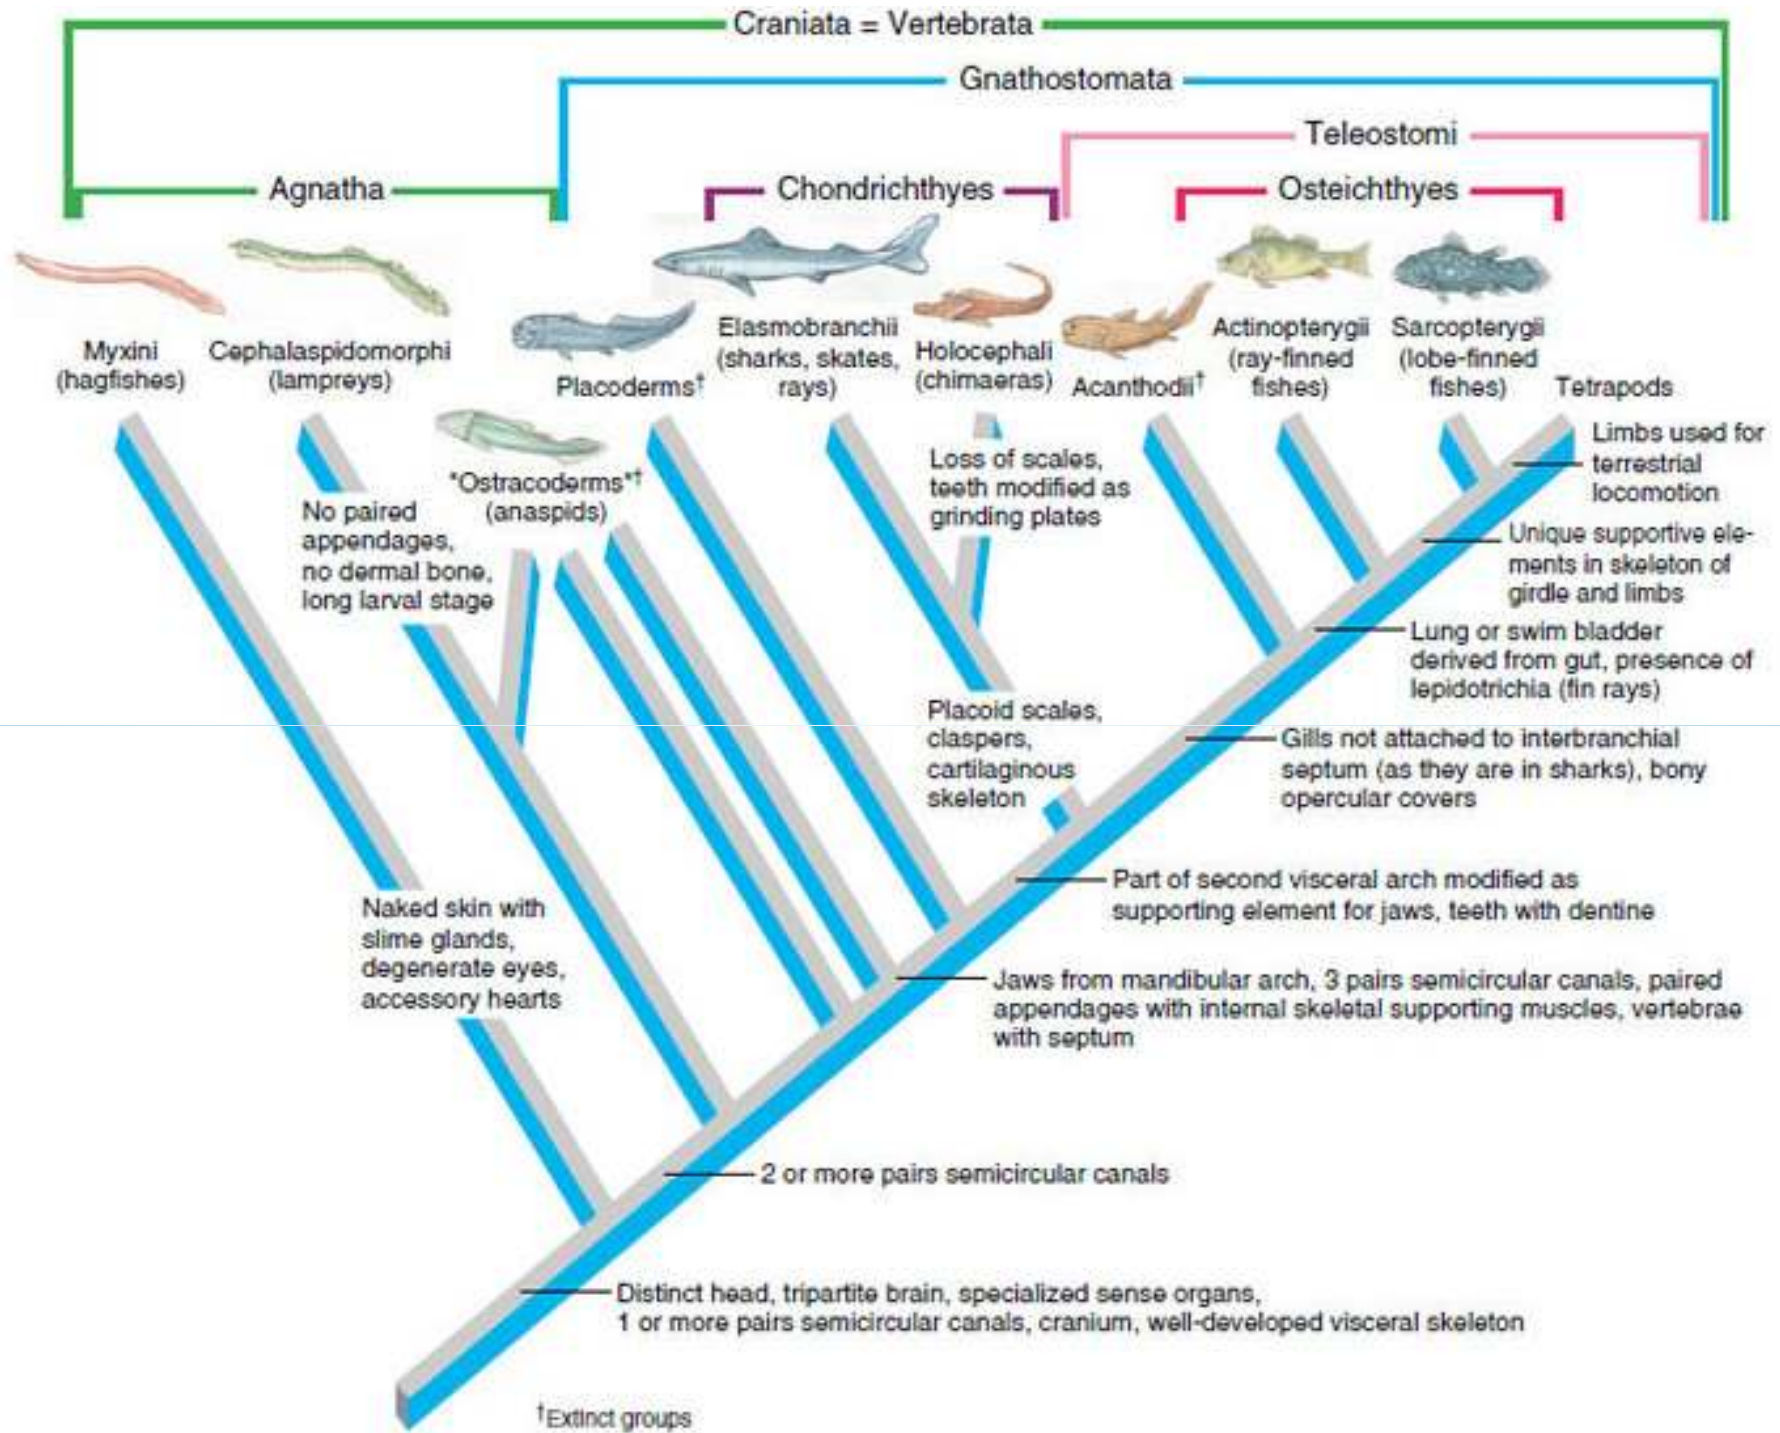 Craniata = Vertebrata
Gnathostomata
Teleostomi
Agnatha
Chondrichthyes
Osteichthyes
Myxini
(hagfishes)
Cephalaspidomorphi
(lampreys)
"Ostracoderms"†
(anaspids)
Placoderms†
Elasmobranchii
(sharks, skates,
rays)
Holocephali
(chimaeras)
Acanthodii†
Actinopterygii
(ray-finned
fishes)
Sarcopterygii
(lobe-finned
fishes)
Tetrapods
Limbs used for
terrestrial
locomotion
Loss of scales,
teeth modified as
grinding plates
No paired
appendages,
no dermal bone,
long larval stage
Unique supportive ele-
ments in skeleton of
girdle and limbs
Lung or swim bladder
derived from gut, presence of
lepidotrichia (fin rays)
Placoid scales,
claspers,
cartilaginous
skeleton
Gills not attached to interbranchial
septum (as they are in sharks), bony
opercular covers
Part of second visceral arch modified as
supporting element for jaws, teeth with dentine
Naked skin with
slime glands,
degenerate eyes,
accessory hearts
Jaws from mandibular arch, 3 pairs semicircular canals, paired
appendages with internal skeletal supporting muscles, vertebrae
with septum
2 or more pairs semicircular canals
Distinct head, tripartite brain, specialized sense organs,
1 or more pairs semicircular canals, cranium, well-developed visceral skeleton
†Extinct groups